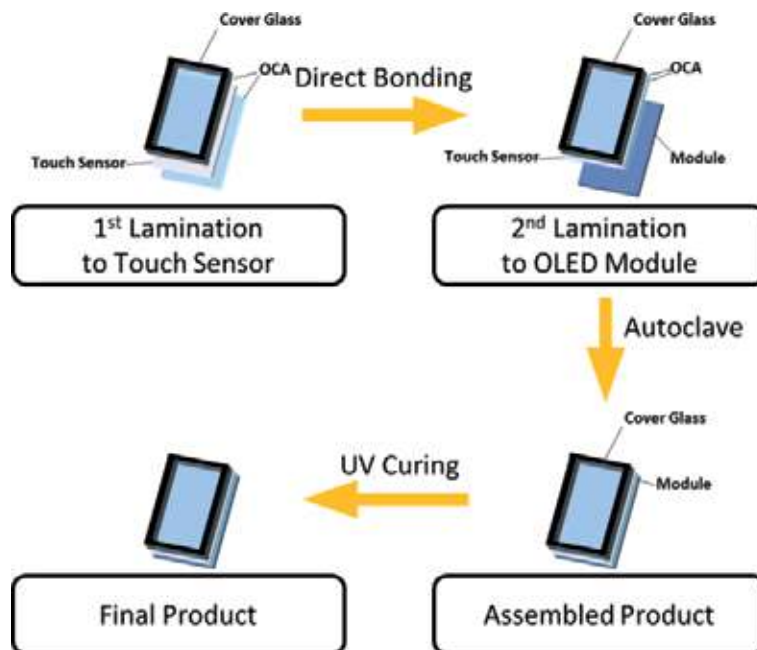 Cover Glass
OCA
Touch Sensor
1st Lamination
to Touch Sensor
Direct Bonding
Cover Glass
OCA
Touch Sensor
Module
2nd Lamination
to OLED Module
Autoclave
Cover Glass
Module
Assembled Product
UV Curing
Final Product